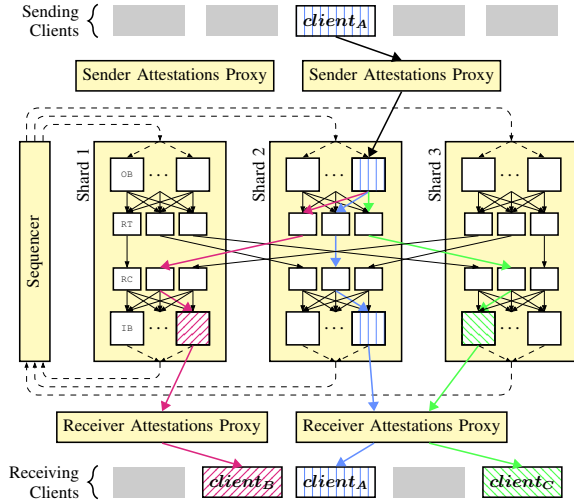 Sending
Clients
client_A
Sender Attestations Proxy
Sender Attestations Proxy
Sequencer
Shard 1
Shard 2
Shard 3
OB
...
...
...
RT
RC
IB
...
...
...
Receiver Attestations Proxy
Receiver Attestations Proxy
Receiving
Clients
client_B
client_A
client_C